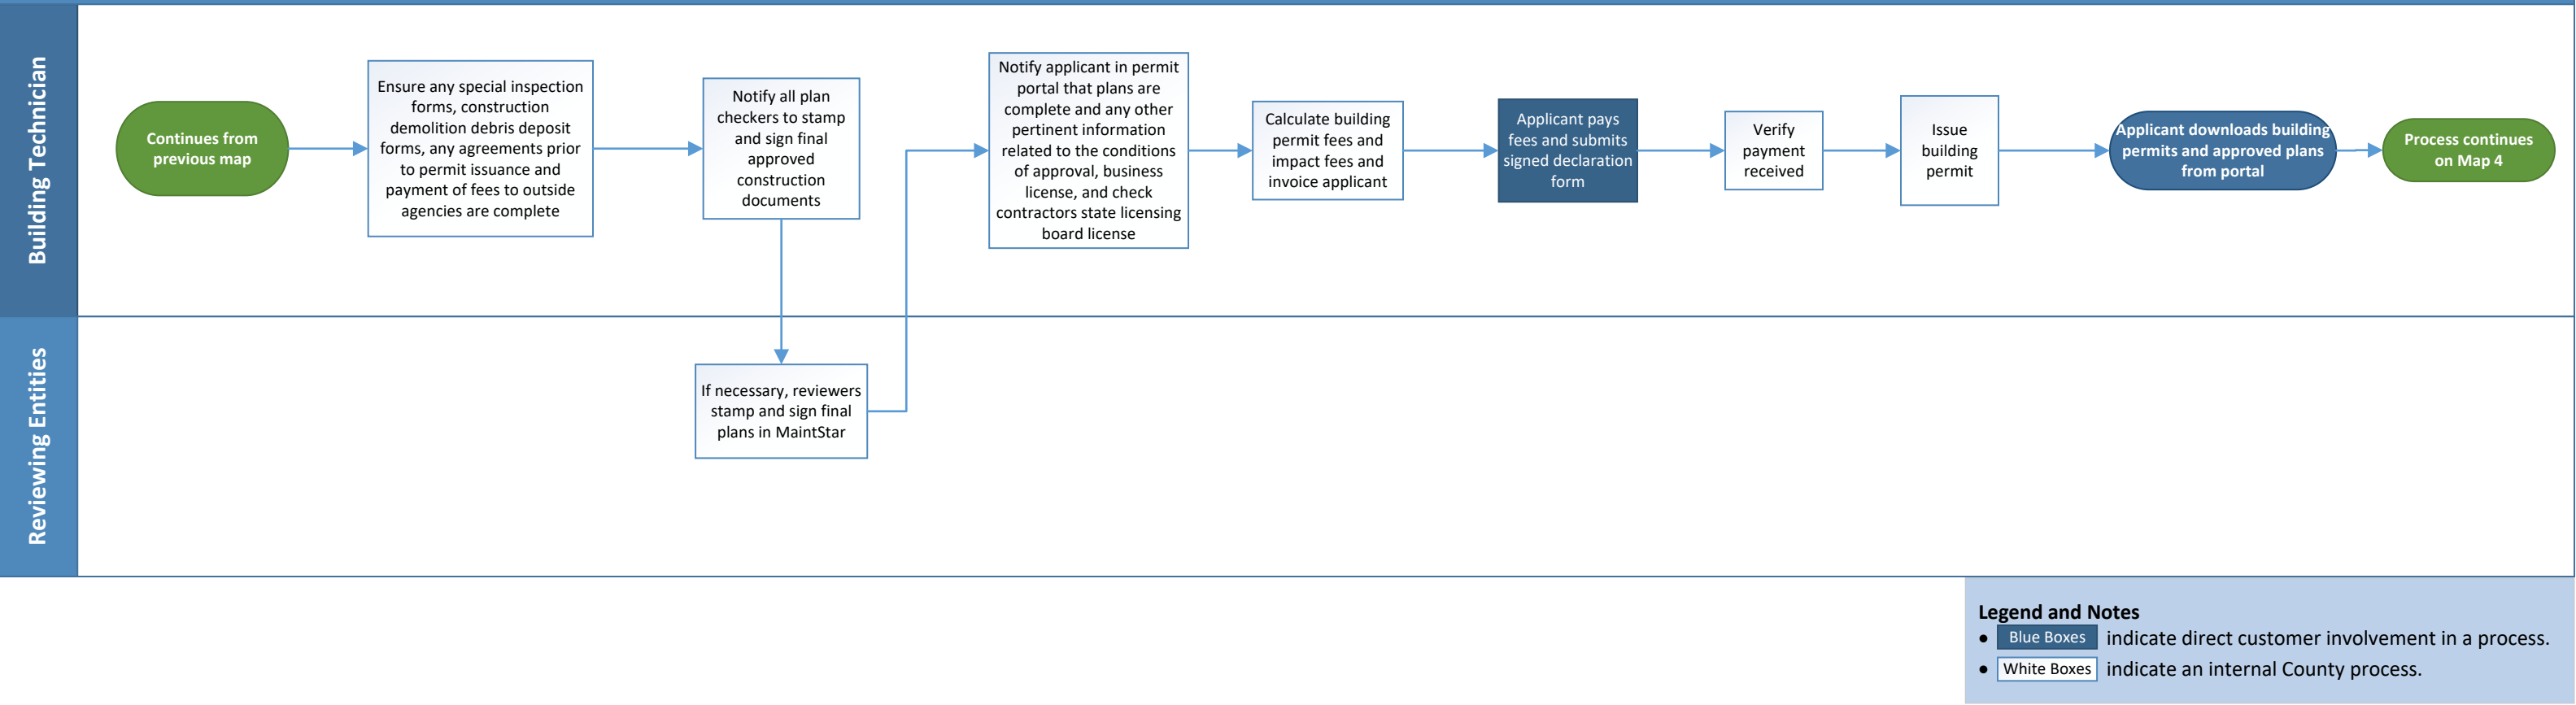 Building Technician
Continues from
previous map
Ensure any special inspection
forms, construction
demolition debris deposit
forms, any agreements prior
to permit issuance and
payment of fees to outside
agencies are complete
Notify all plan
checkers to stamp
and sign final
approved
construction
documents
Notify applicant in permit
portal that plans are
complete and any other
pertinent information
related to the conditions
of approval, business
license, and check
contractors state licensing
board license
Calculate building
permit fees and
impact fees and
invoice applicant
Applicant pays
fees and submits
signed declaration
form
Verify
payment
received
Issue
building
permit
Applicant downloads building
permits and approved plans
from portal
Process continues
on Map 4
Reviewing Entities
If necessary, reviewers
stamp and sign final
plans in MaintStar
Legend and Notes
• Blue Boxes indicate direct customer involvement in a process.
• White Boxes indicate an internal County process.